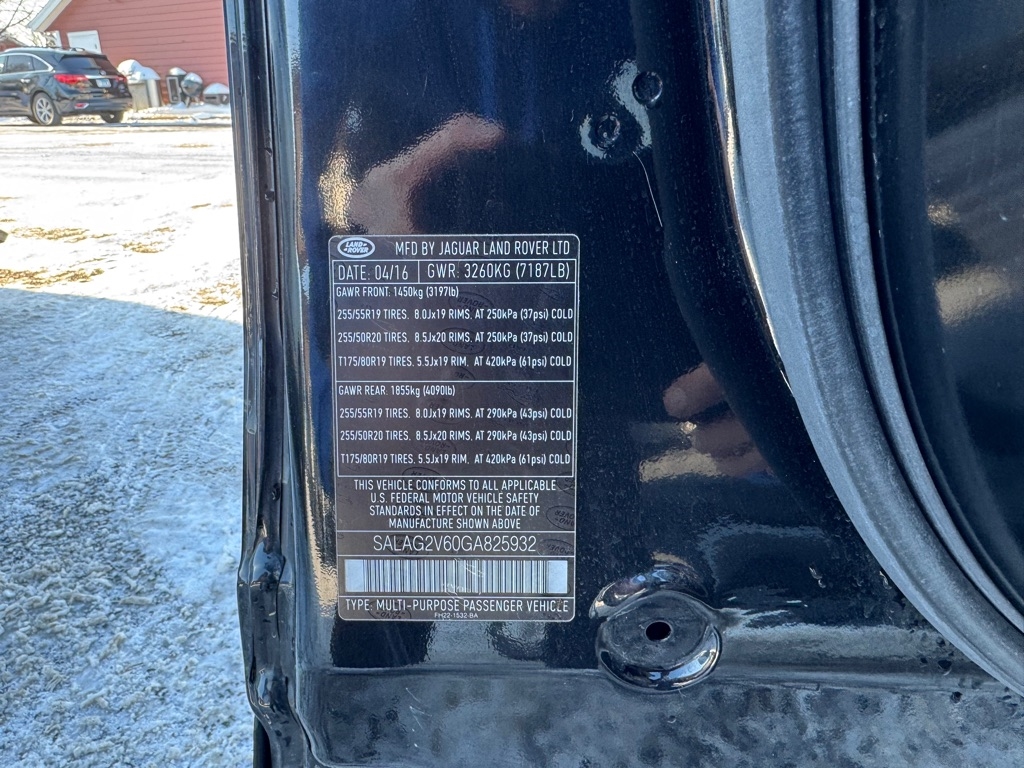 LAND ROVER
MFD BY JAGUAR LAND ROVER LTD
DATE: 04/16 GWR: 3260KG (7187LB)
GAWR FRONT: 1450kg (3197lb)
255/55R19 TIRES. 8.0Jx19 RIMS. AT 250kPa (37psi) COLD
255/50R20 TIRES. 8.5Jx20 RIMS. AT 250kPa (37psi) COLD
T175/80R19 TIRES. 5.5Jx19 RIM. AT 420kPa (61psi) COLD
GAWR REAR: 1855kg (4090lb)
255/55R19 TIRES. 8.0Jx19 RIMS. AT 290kPa (43psi) COLD
255/50R20 TIRES. 8.5Jx20 RIMS. AT 290kPa (43psi) COLD
T175/80R19 TIRES. 5.5Jx19 RIM. AT 420kPa (61psi) COLD
THIS VEHICLE CONFORMS TO ALL APPLICABLE
U.S. FEDERAL MOTOR VEHICLE SAFETY
STANDARDS IN EFFECT ON THE DATE OF
MANUFACTURE SHOWN ABOVE
SALAG2V60GA825932
TYPE: MULTI-PURPOSE PASSENGER VEHICLE
FH22-1532-BA